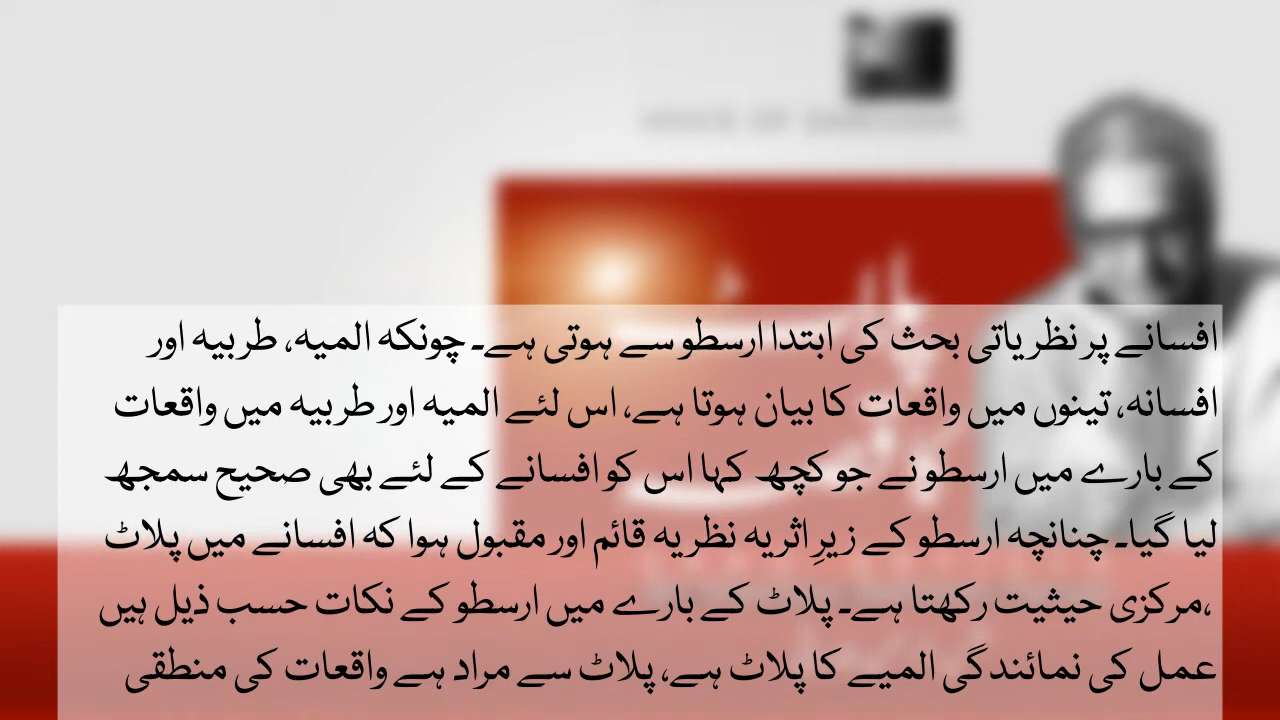 افسانے پر نظریاتی بحث کی ابتدا ارسطو سے ہوتی ہے۔ چونکہ المیہ، طربیہ اور
افسانہ، تینوں میں واقعات کا بیان ہوتا ہے، اس لئے المیہ اور طربیہ میں واقعات
کے بارے میں ارسطو نے جو کچھ کہا اس کو افسانے کے لئے بھی صحیح سمجھ
لیا گیا۔ چنانچہ ارسطو کے زیرِ اثر یہ نظریہ قائم اور مقبول ہوا کہ افسانے میں پلاٹ
،مرکزی حیثیت رکھتا ہے۔ پلاٹ کے بارے میں ارسطو کے نکات حسب ذیل ہیں
عمل کی نمائندگی المیے کا پلاٹ ہے، پلاٹ سے مراد ہے واقعات کی منطقی